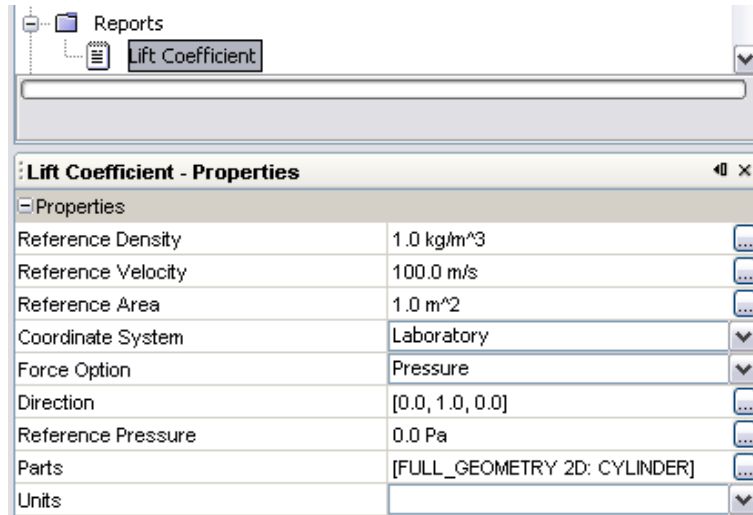 Reports
Lift Coefficient
Lift Coefficient - Properties
Properties
Reference Density 1.0 kg/m^3 ...
Reference Velocity 100.0 m/s ...
Reference Area 1.0 m^2 ...
Coordinate System Laboratory
Force Option Pressure
Direction [0.0, 1.0, 0.0] ...
Reference Pressure 0.0 Pa ...
Parts [FULL_GEOMETRY 2D: CYLINDER] ...
Units